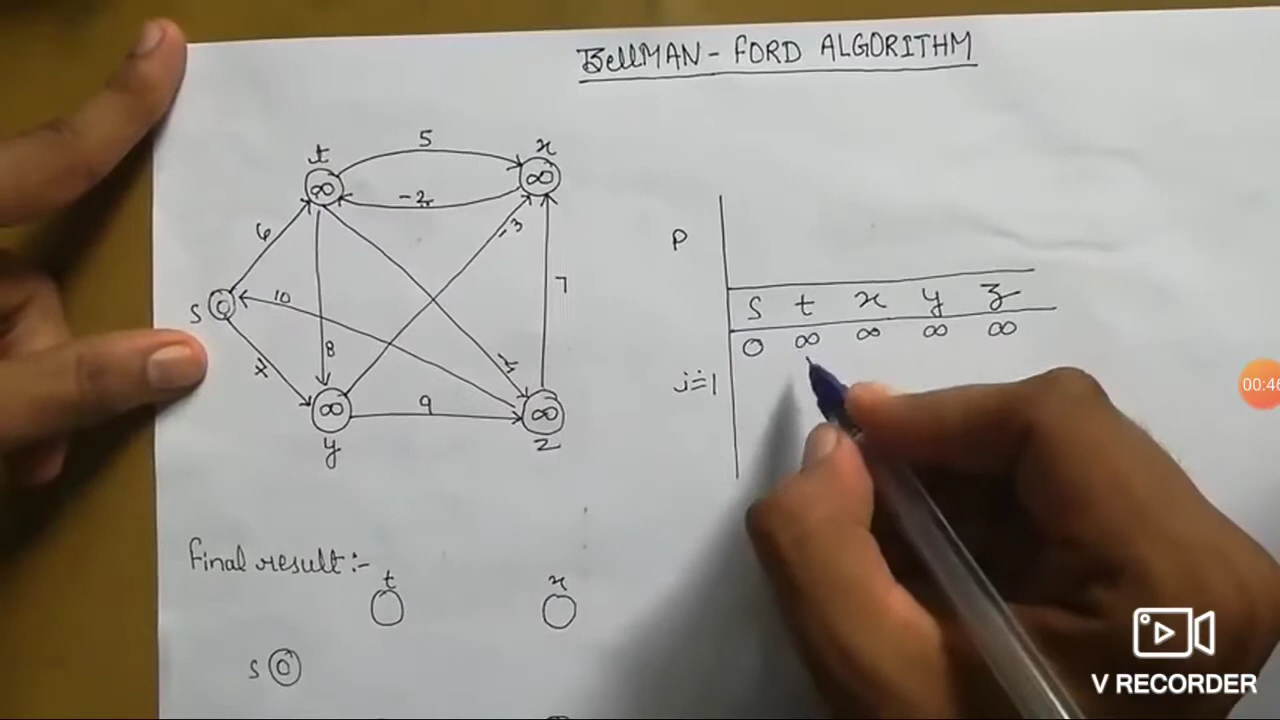 BellMAN - FORD ALGORITHM
5
t
x
∞
∞
-2
6
-3
P
10
7
s
0
s t x y z
0 ∞ ∞ ∞ ∞
8
i=1
00:46
7
∞
9
∞
y
z
Final result :-
t
x
s 0
V RECORDER